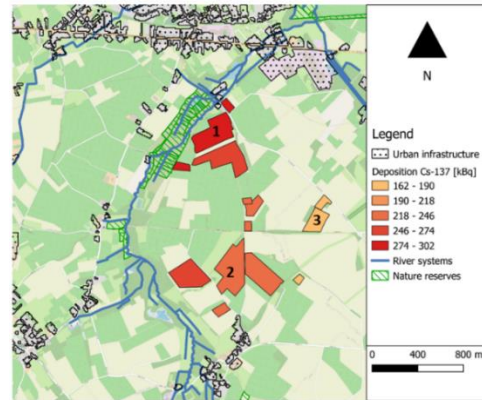 N
1
3
2
Legend
Urban infrastructure
Deposition Cs-137 [kBq]
162 - 190
190 - 218
218 - 246
246 - 274
274 - 302
River systems
Nature reserves
0 400 800 m